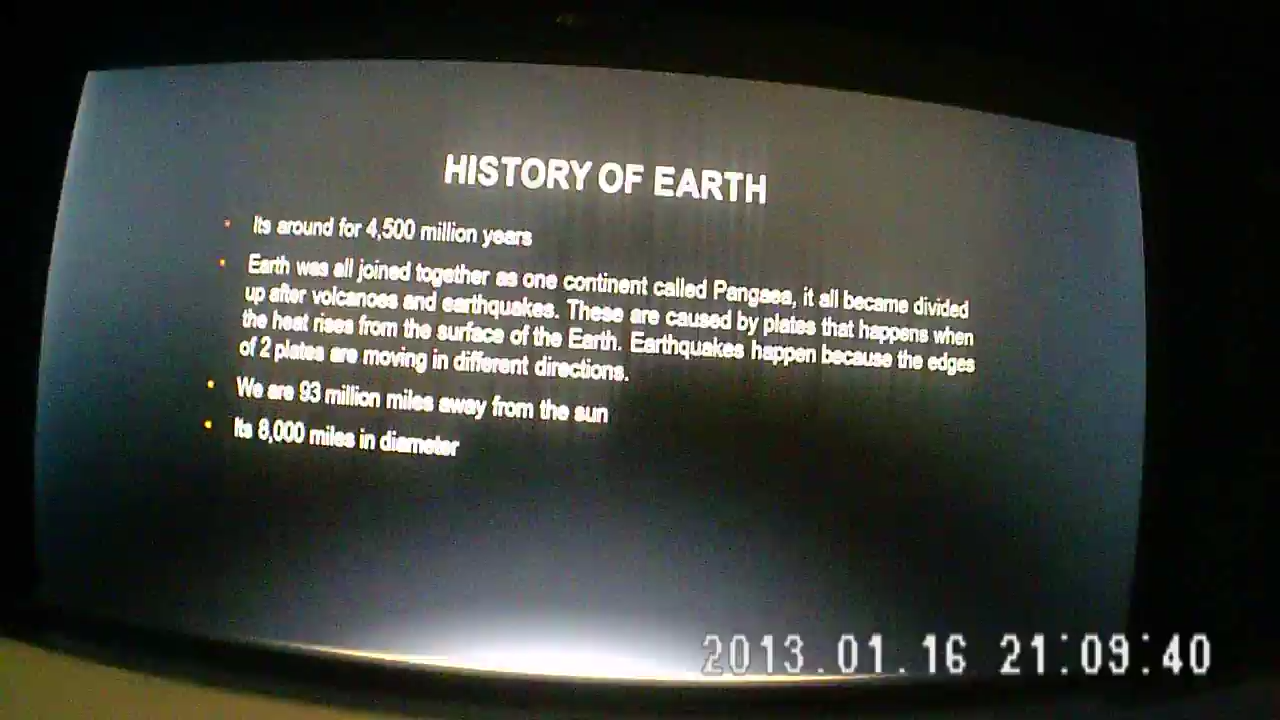 HISTORY OF EARTH
Its around for 4,500 million years
Earth was all joined together as one continent called Pangaea, it all became divided
up after volcanoes and earthquakes. These are caused by plates that happens when
the heat rises from the surface of the Earth. Earthquakes happen because the edges
of 2 plates are moving in different directions.
We are 93 million miles away from the sun
Its 8,000 miles in diameter
2013.01.16 21:09:40